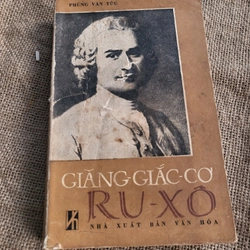 PHÙNG VĂN TỬU
GIĂNG-GIẮC-CƠ
RU-XÔ
NHÀ XUẤT BẢN VĂN HÓA